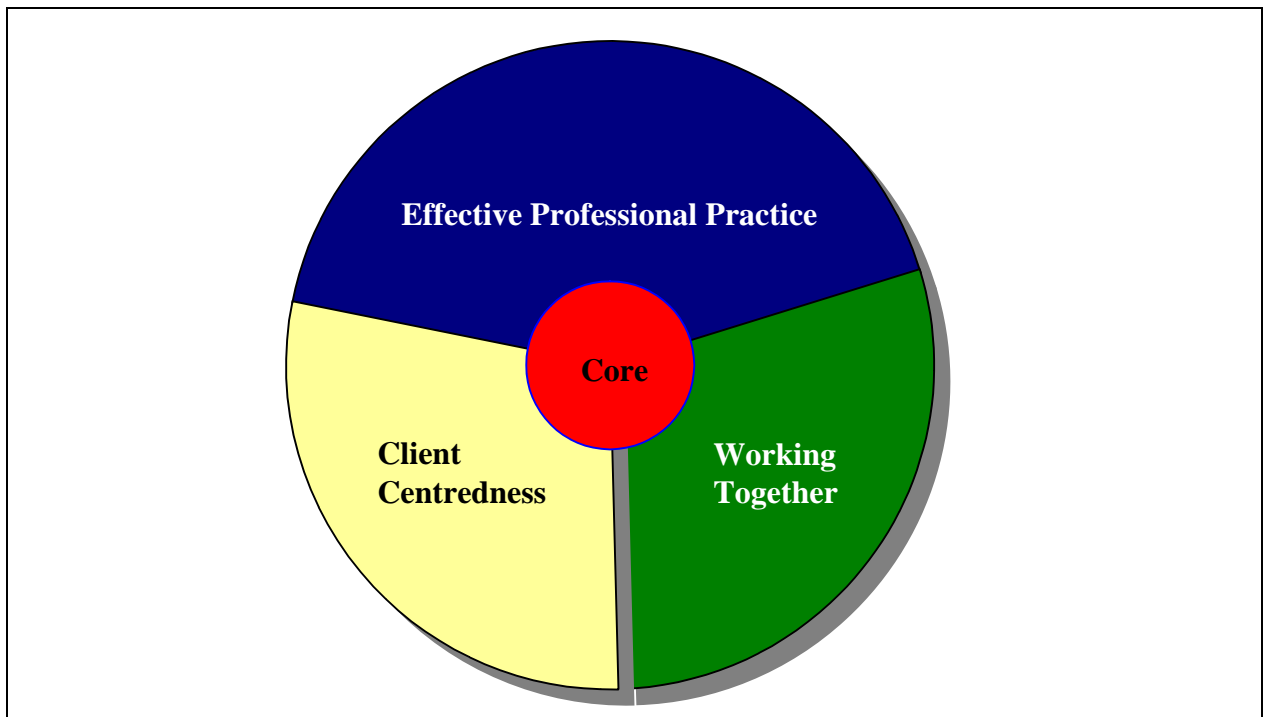 Effective Professional Practice
Core
Client
Centredness
Working
Together